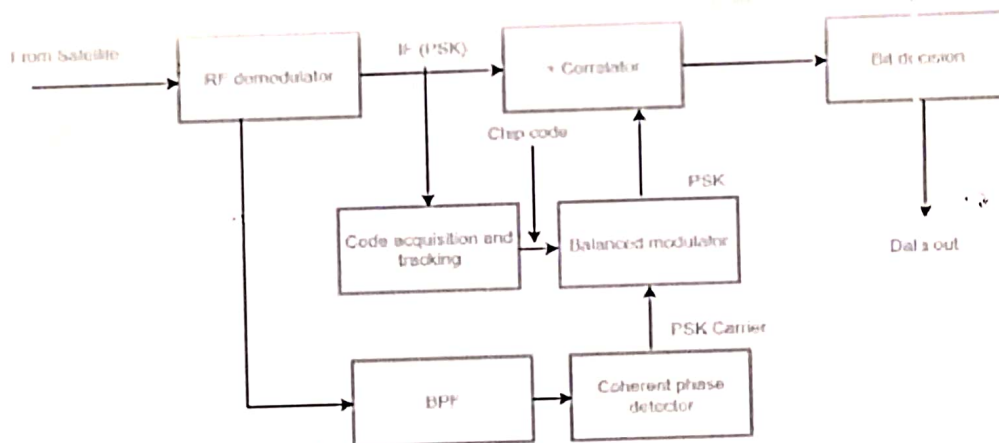 From Satellite
RF demodulator
IF (PSK)
Correlator
Bit decision
Chip code
PSK
Code acquisition and
tracking
Balanced modulator
Data out
PSK Carrier
BPF
Coherent phase
detector